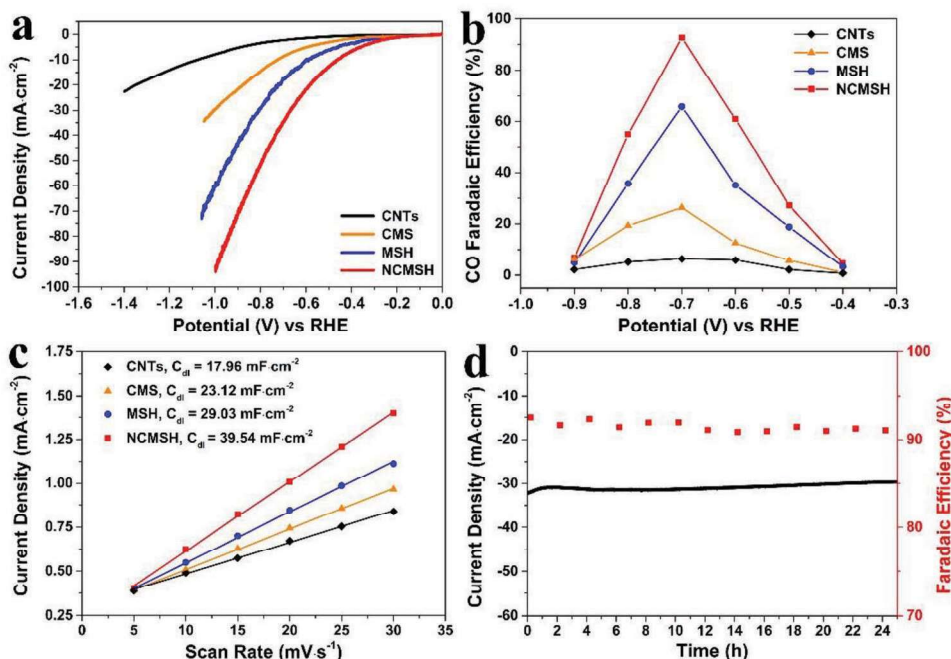 a
0
-10
-20
-30
-40
-50
-60
-70
-80
-90
-100
Current Density (mA·cm⁻²)
CNTs
CMS
MSH
NCMSH
-1.6 -1.4 -1.2 -1.0 -0.8 -0.6 -0.4 -0.2 0.0
Potential (V) vs RHE
b
100
80
60
40
20
0
CO Faradaic Efficiency (%)
CNTs
CMS
MSH
NCMSH
-1.0 -0.9 -0.8 -0.7 -0.6 -0.5 -0.4 -0.3
Potential (V) vs RHE
c
1.75
1.50
1.25
1.00
0.75
0.50
0.25
Current Density (mA·cm⁻²)
CNTs, Cdl = 17.96 mF·cm⁻²
CMS, Cdl = 23.12 mF·cm⁻²
MSH, Cdl = 29.03 mF·cm⁻²
NCMSH, Cdl = 39.54 mF·cm⁻²
0 5 10 15 20 25 30 35
Scan Rate (mV·s⁻¹)
d
0
-10
-20
-30
-40
-50
-60
Current Density (mA·cm⁻²)
100
90
80
70
Faradaic Efficiency (%)
0 2 4 6 8 10 12 14 16 18 20 22 24
Time (h)